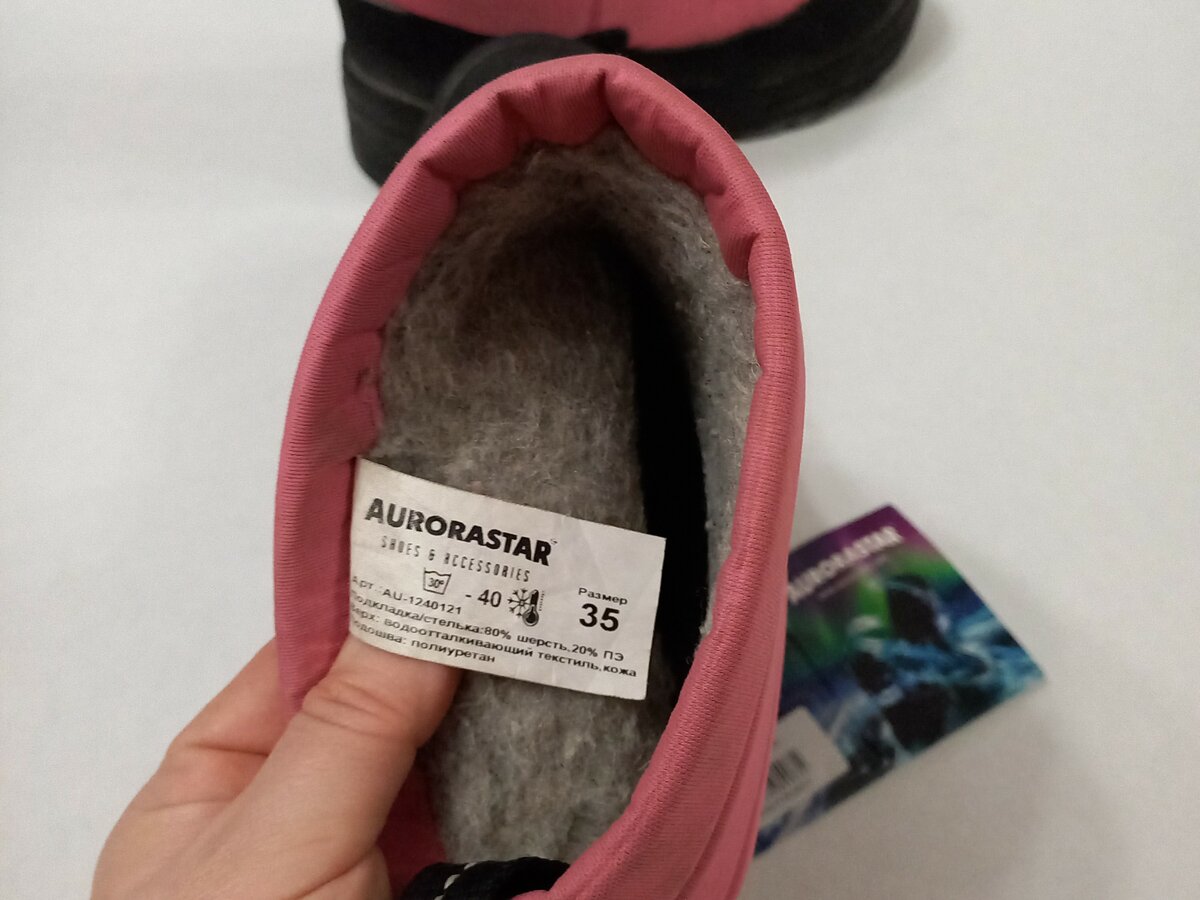 AURORASTAR
SHOES & ACCESSORIES
30° - 40
Размер
35
Арт.:AU-1240121
Подкладка/стелька:80% шерсть,20% ПЭ
Верх: водоотталкивающий текстиль,кожа
Подошва: полиуретан
AURORASTAR